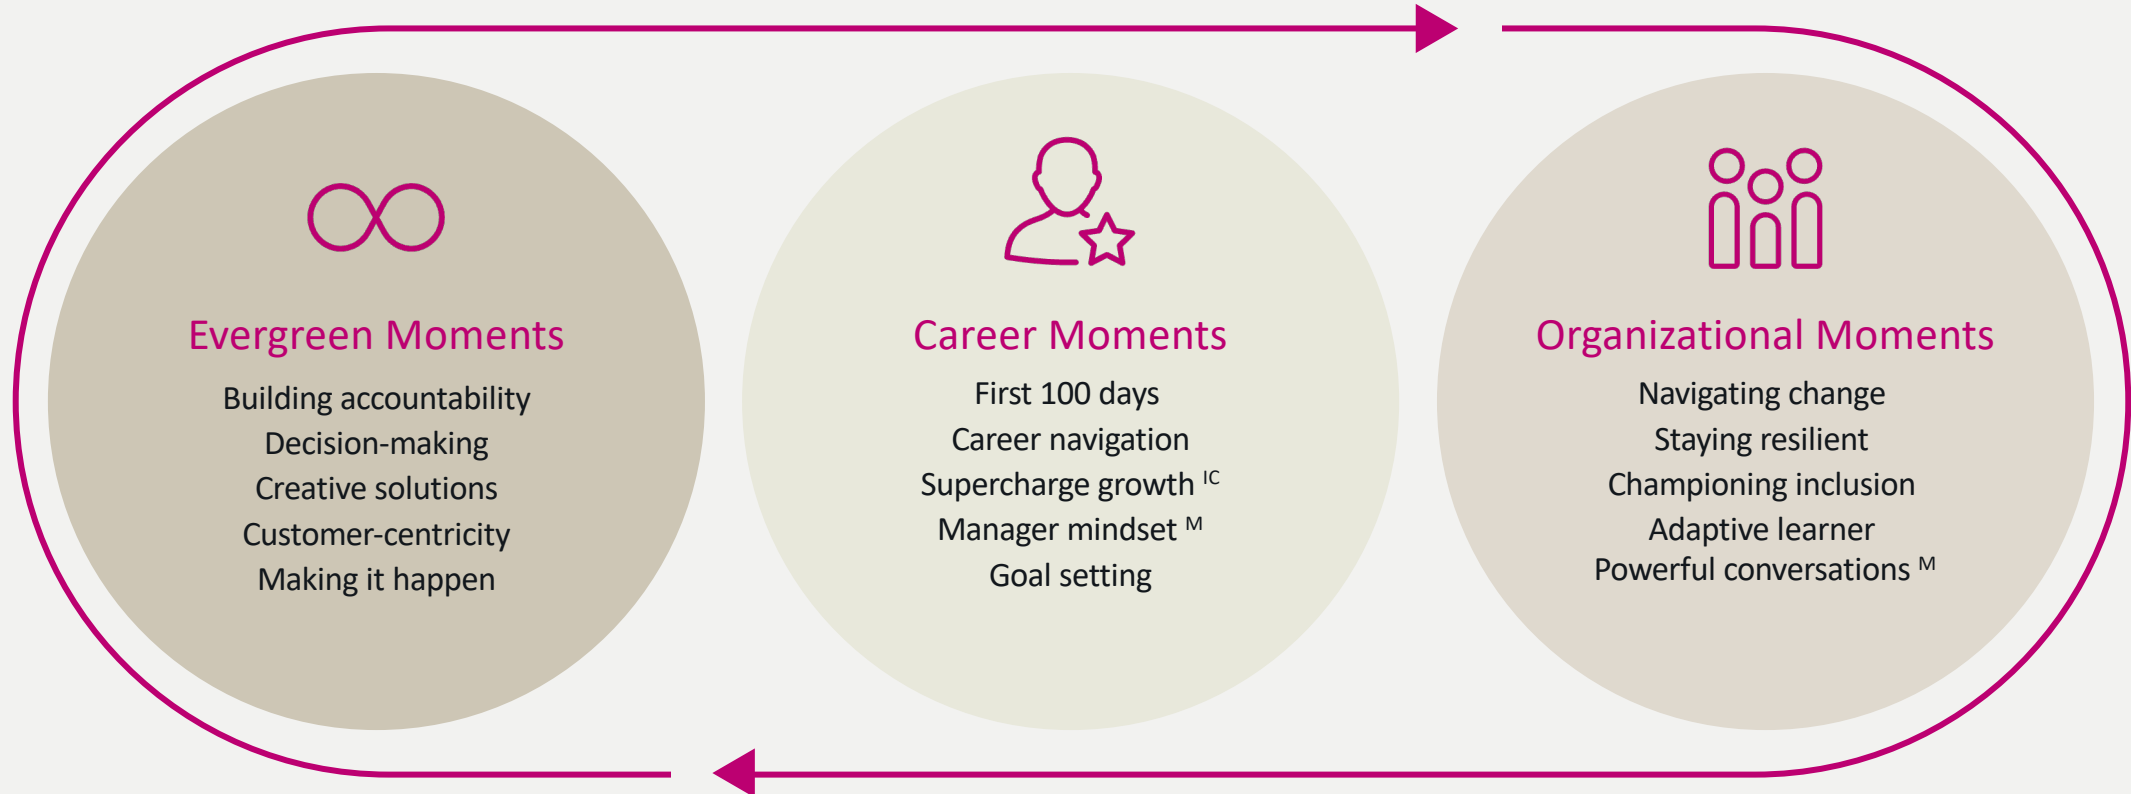 Evergreen Moments
Building accountability
Decision-making
Creative solutions
Customer-centricity
Making it happen
Career Moments
First 100 days
Career navigation
Supercharge growth IC
Manager mindset M
Goal setting
Organizational Moments
Navigating change
Staying resilient
Championing inclusion
Adaptive learner
Powerful conversations M